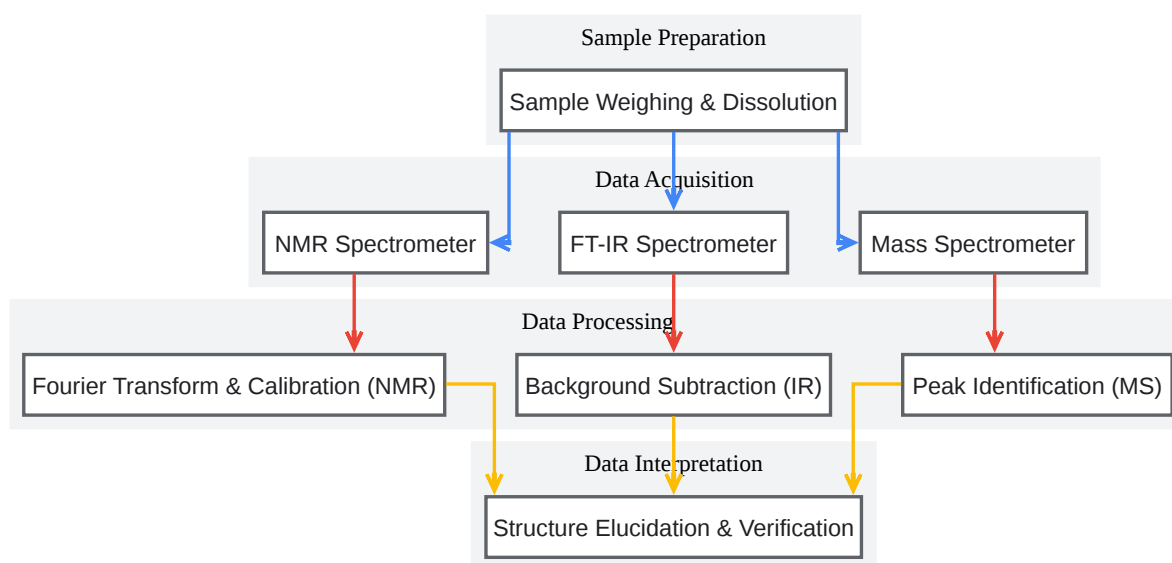 Sample Preparation
Sample Weighing & Dissolution
Data Acquisition
NMR Spectrometer
FT-IR Spectrometer
Mass Spectrometer
Data Processing
Fourier Transform & Calibration (NMR)
Background Subtraction (IR)
Peak Identification (MS)
Data Interpretation
Structure Elucidation & Verification